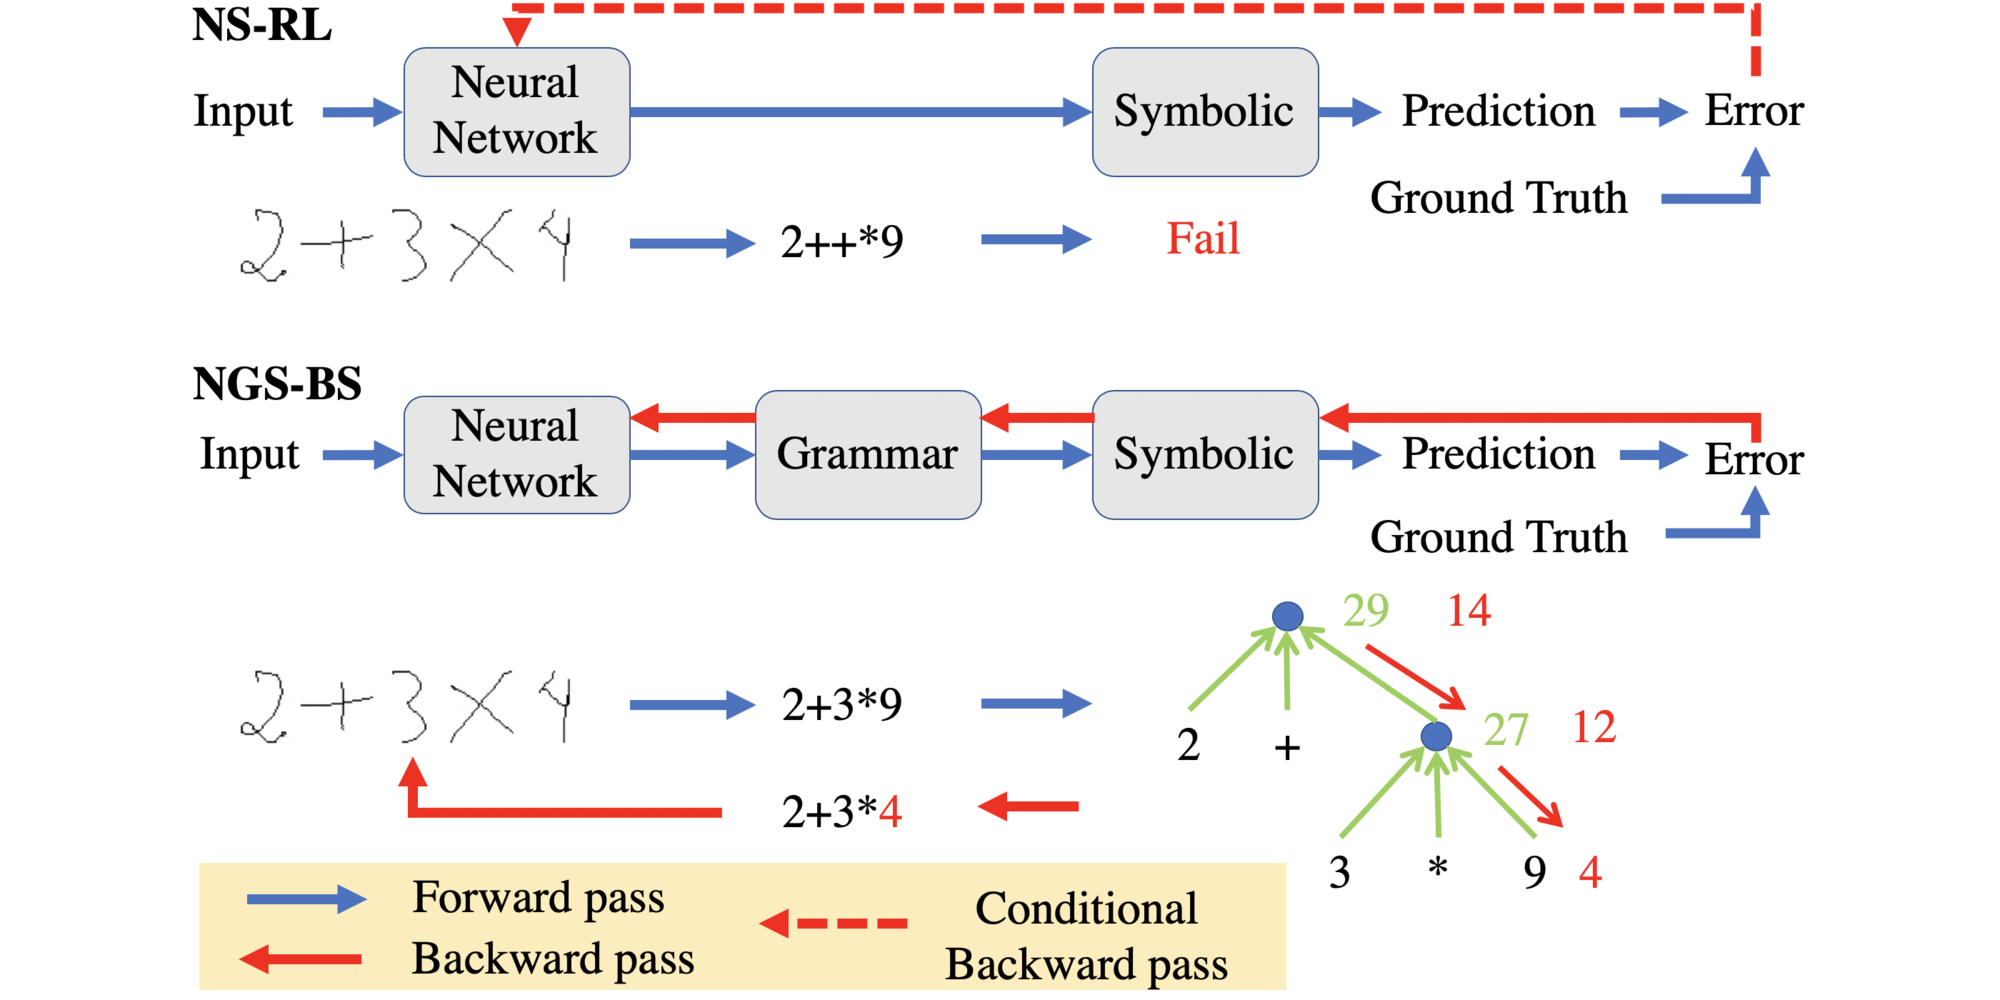 NS-RL
Input
Neural
Network
Symbolic
Prediction
Error
Ground Truth
2+3×4
2++*9
Fail
NGS-BS
Input
Neural
Network
Grammar
Symbolic
Prediction
Error
Ground Truth
29 14
2+3×4
2+3*9
2 +
27 12
2+3*4
3 * 9 4
Forward pass
Backward pass
Conditional
Backward pass